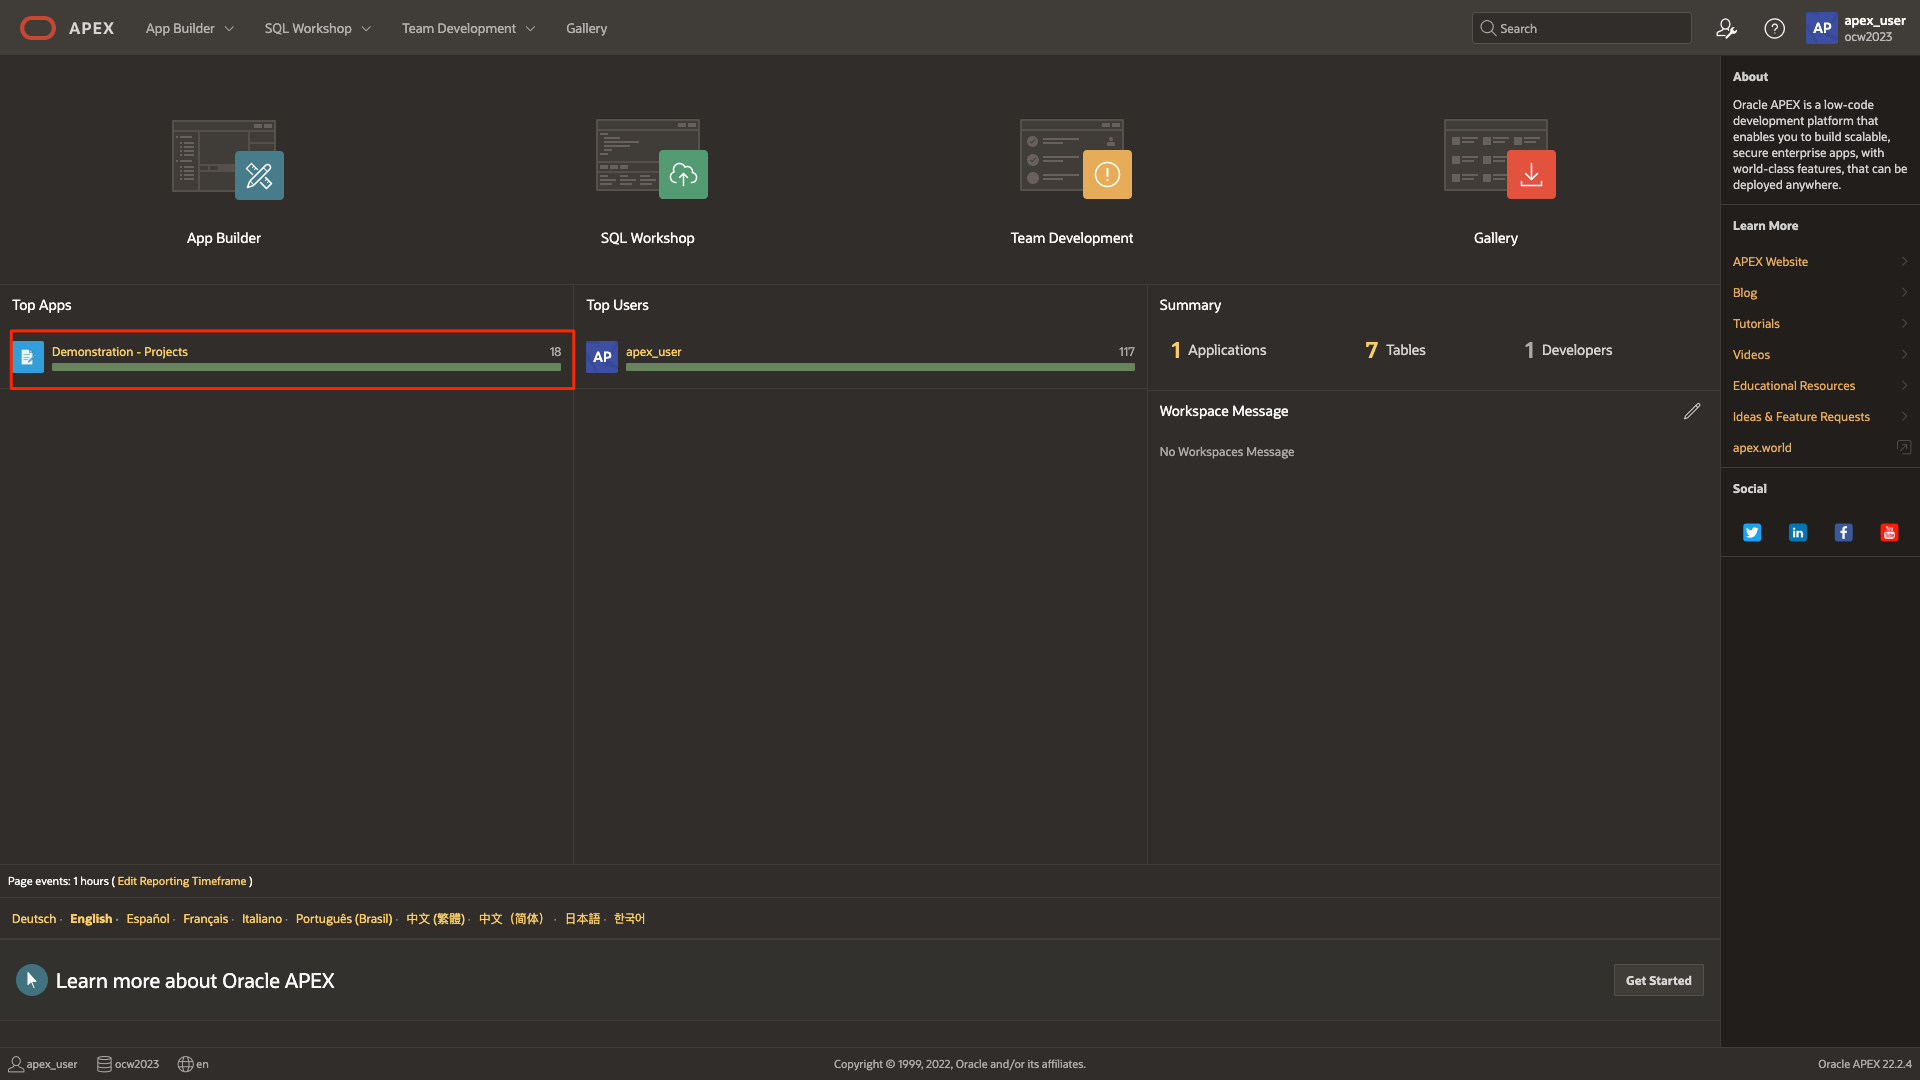 APEX
App Builder
SQL Workshop
Team Development
Gallery
Search
AP
apex_user
ocw2023
App Builder
SQL Workshop
Team Development
Gallery
Top Apps
Demonstration - Projects
18
Top Users
AP
apex_user
117
Summary
1 Applications
7 Tables
1 Developers
Workspace Message
No Workspaces Message
About
Oracle APEX is a low-code
development platform that
enables you to build scalable,
secure enterprise apps, with
world-class features, that can be
deployed anywhere.
Learn More
APEX Website
Blog
Tutorials
Videos
Educational Resources
Ideas & Feature Requests
apex.world
Social
in
f
You
Page events: 1 hours ( Edit Reporting Timeframe )
Deutsch · English · Español · Français · Italiano · Português (Brasil) · 中文 (繁體) · 中文（简体） · 日本語 · 한국어
Learn more about Oracle APEX
Get Started
apex_user
ocw2023
en
Copyright © 1999, 2022, Oracle and/or its affiliates.
Oracle APEX 22.2.4